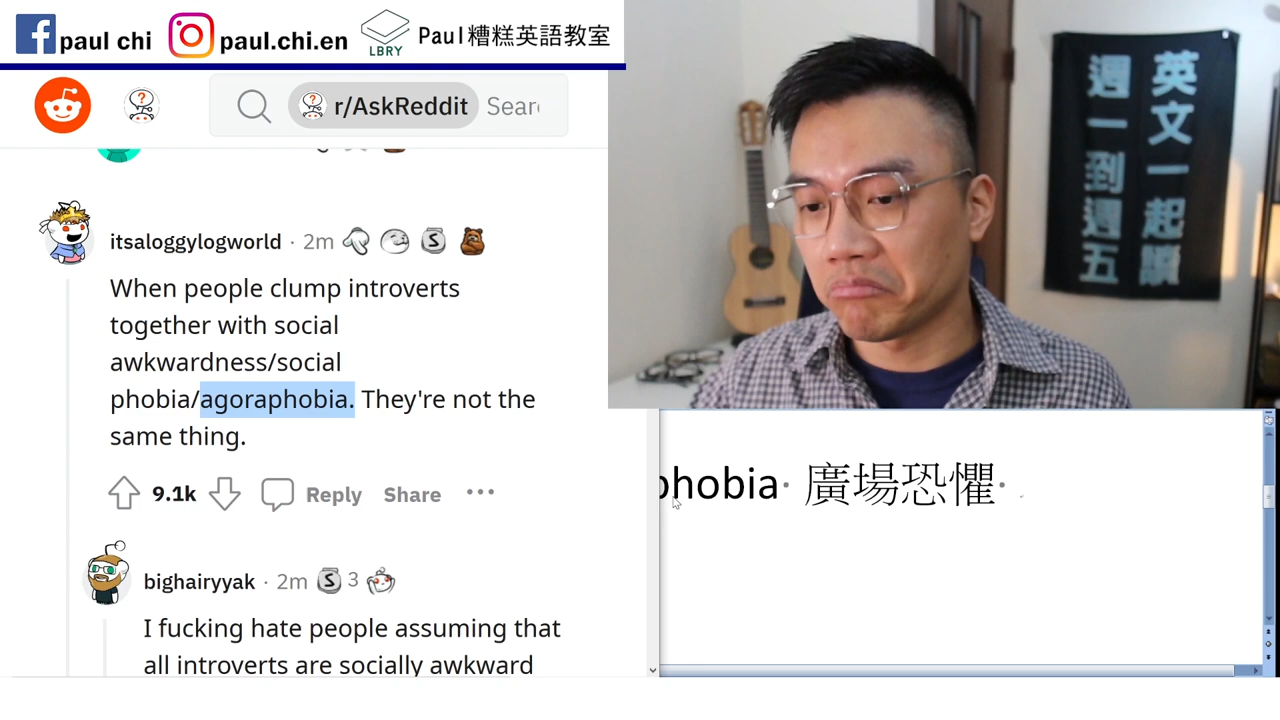 paul chi
paul.chi.en
LBRY
Paul糟糕英語教室
r/AskReddit
Sear
itsaloggylogworld · 2m
When people clump introverts
together with social
awkwardness/social
phobia/agoraphobia. They're not the
same thing.
9.1k
Reply
Share
bighairyyak · 2m
3
I fucking hate people assuming that
all introverts are socially awkward
英文一起讀
週一到週五
phobia 廣場恐懼